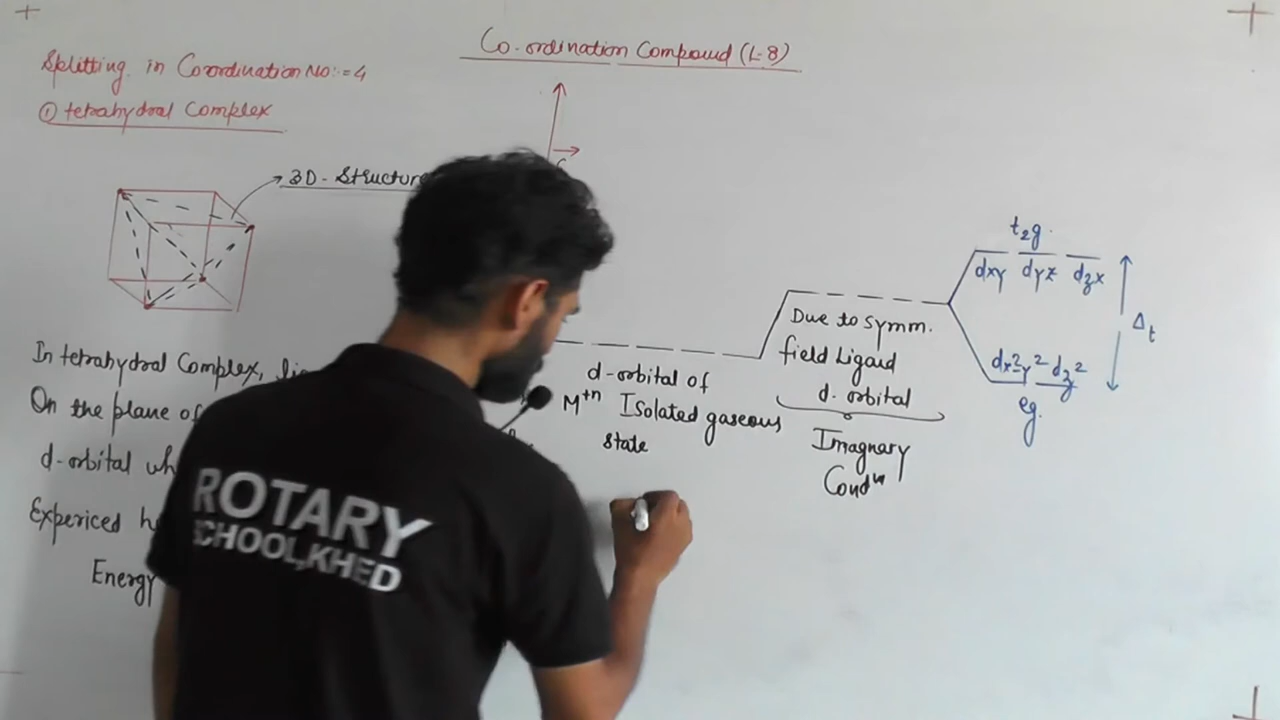 Co-ordination Compound (L-8)
Splitting in Coordination No:-4
① tetrahydral Complex
3D-Structure
In tetrahydral Complex,
On the plane of
d-orbital
Expericed
Energy
d-orbital of
M⁺ⁿ Isolated gaseous
state
Due to Symm.
field Ligand
d-orbital
Imagnary
Condⁿ
t₂g.
dxy dyz dzx
Δt
dx²-y² dz²
eg.
ROTARY
SCHOOL,KHED